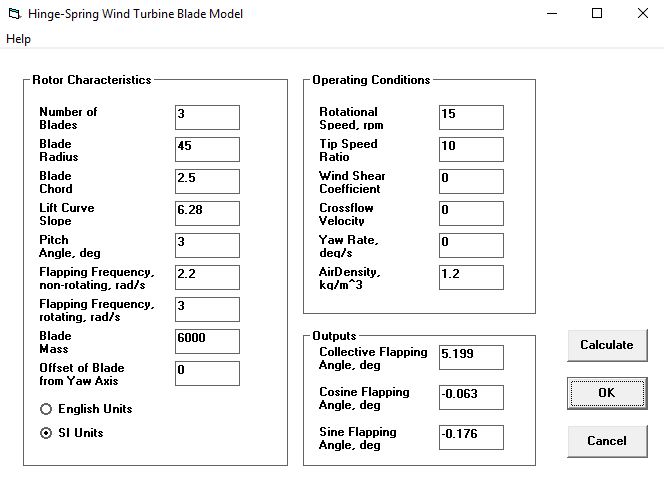 Hinge-Spring Wind Turbine Blade Model
Help
Rotor Characteristics
Number of
Blades
3
Blade
Radius
45
Blade
Chord
2.5
Lift Curve
Slope
6.28
Pitch
Angle, deg
3
Flapping Frequency,
non-rotating, rad/s
2.2
Flapping Frequency,
rotating, rad/s
3
Blade
Mass
6000
Offset of Blade
from Yaw Axis
0
English Units
SI Units
Operating Conditions
Rotational
Speed, rpm
15
Tip Speed
Ratio
10
Wind Shear
Coefficient
0
Crossflow
Velocity
0
Yaw Rate,
deg/s
0
AirDensity,
kg/m^3
1.2
Outputs
Collective Flapping
Angle, deg
5.199
Cosine Flapping
Angle, deg
-0.063
Sine Flapping
Angle, deg
-0.176
Calculate
OK
Cancel